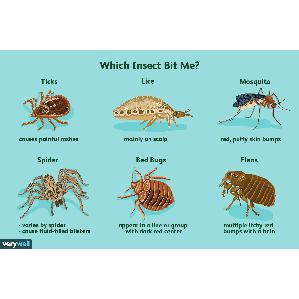 Which Insect Bit Me?
Ticks
Lice
Mosquito
causes painful rashes
mainly on scalp
red, puffy skin bumps
Spider
Bed Bugs
Fleas
- varies by spider
- cause fluid-filled blisters
appear in a line or group
with dark red center
multiple itchy red
bumps with a halo
verywell